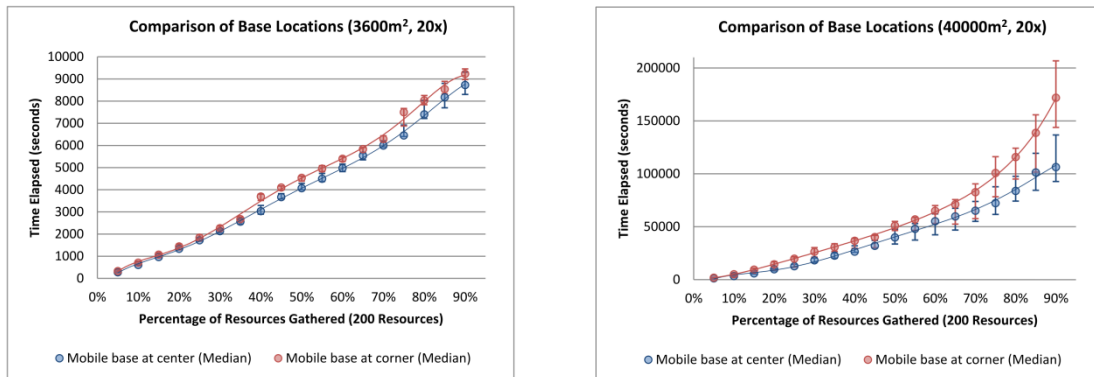 Comparison of Base Locations (3600m², 20x)
Time Elapsed (seconds)
10000
9000
8000
7000
6000
5000
4000
3000
2000
1000
0
0% 10% 20% 30% 40% 50% 60% 70% 80% 90%
Percentage of Resources Gathered (200 Resources)
Mobile base at center (Median) Mobile base at corner (Median)
Comparison of Base Locations (40000m², 20x)
Time Elapsed (seconds)
200000
150000
100000
50000
0
0% 10% 20% 30% 40% 50% 60% 70% 80% 90%
Percentage of Resources Gathered (200 Resources)
Mobile base at center (Median) Mobile base at corner (Median)